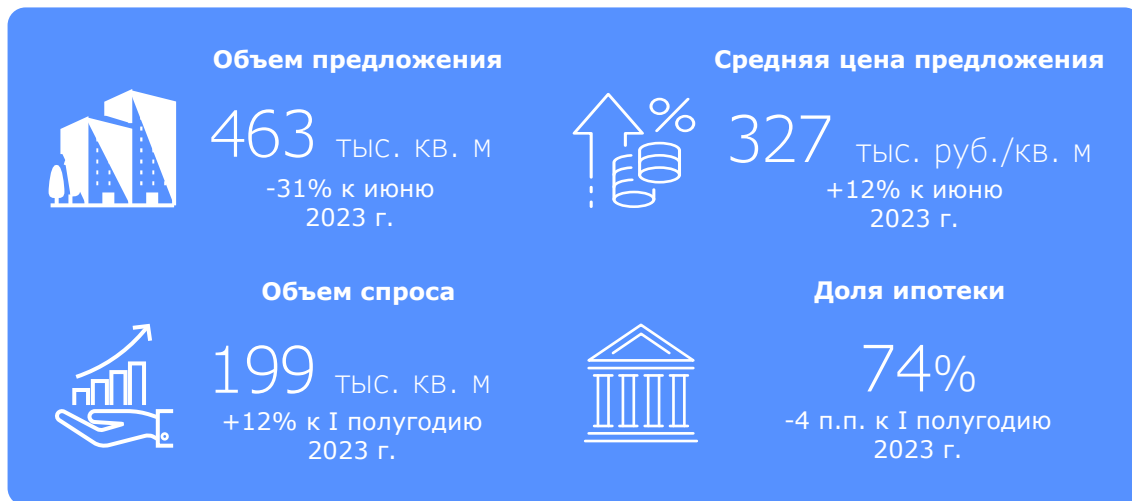 Объем предложения
463 тыс. кв. м
-31% к июню
2023 г.
Средняя цена предложения
%
327 тыс. руб./кв. м
+12% к июню
2023 г.
Объем спроса
199 тыс. кв. м
+12% к I полугодию
2023 г.
Доля ипотеки
74%
-4 п.п. к I полугодию
2023 г.